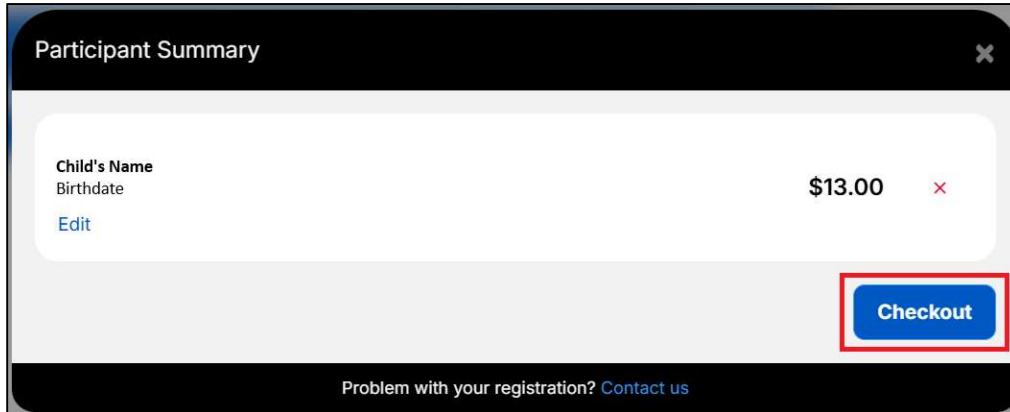 Participant Summary
Child's Name
Birthdate
$13.00
Edit
Checkout
Problem with your registration? Contact us